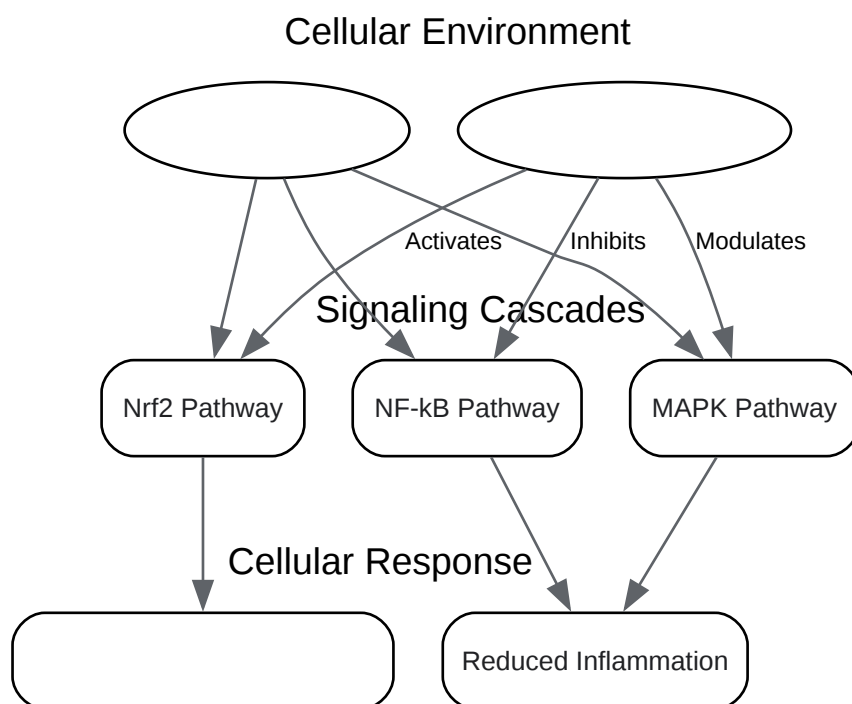 Cellular Environment
Activates
Inhibits
Modulates
Signaling Cascades
Nrf2 Pathway
NF-kB Pathway
MAPK Pathway
Cellular Response
Reduced Inflammation